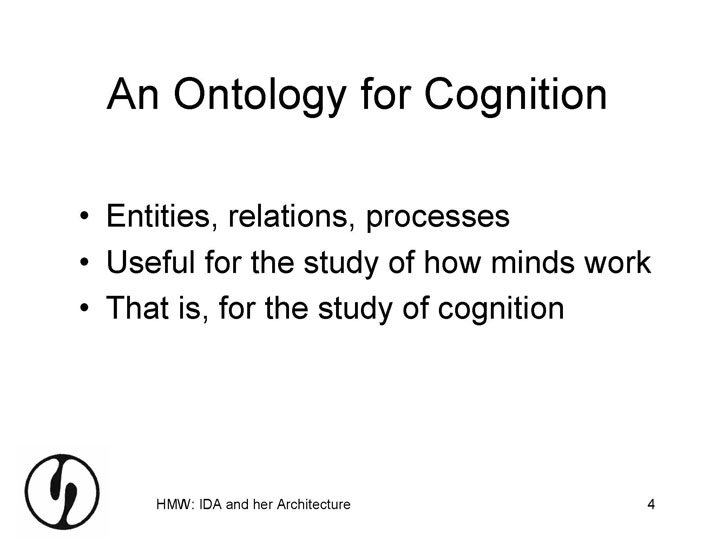 An Ontology for Cognition
• Entities, relations, processes
• Useful for the study of how minds work
• That is, for the study of cognition
HMW: IDA and her Architecture
4